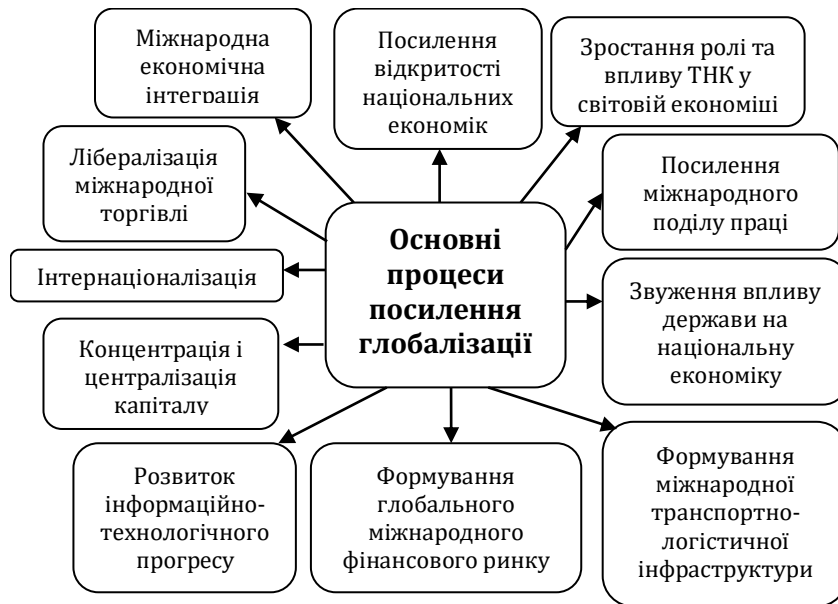 Міжнародна
економічна
інтеграція
Посилення
відкритості
національних
економік
Зростання ролі та
впливу ТНК у
світовій економіці
Лібералізація
міжнародної
торгівлі
Посилення
міжнародного
поділу праці
Основні
процеси
посилення
глобалізації
Інтернаціоналізація
Звуження впливу
держави на
національну
економіку
Концентрація і
централізація
капіталу
Розвиток
інформаційно-
технологічного
прогресу
Формування
глобального
міжнародного
фінансового ринку
Формування
міжнародної
транспортно-
логістичної
інфраструктури